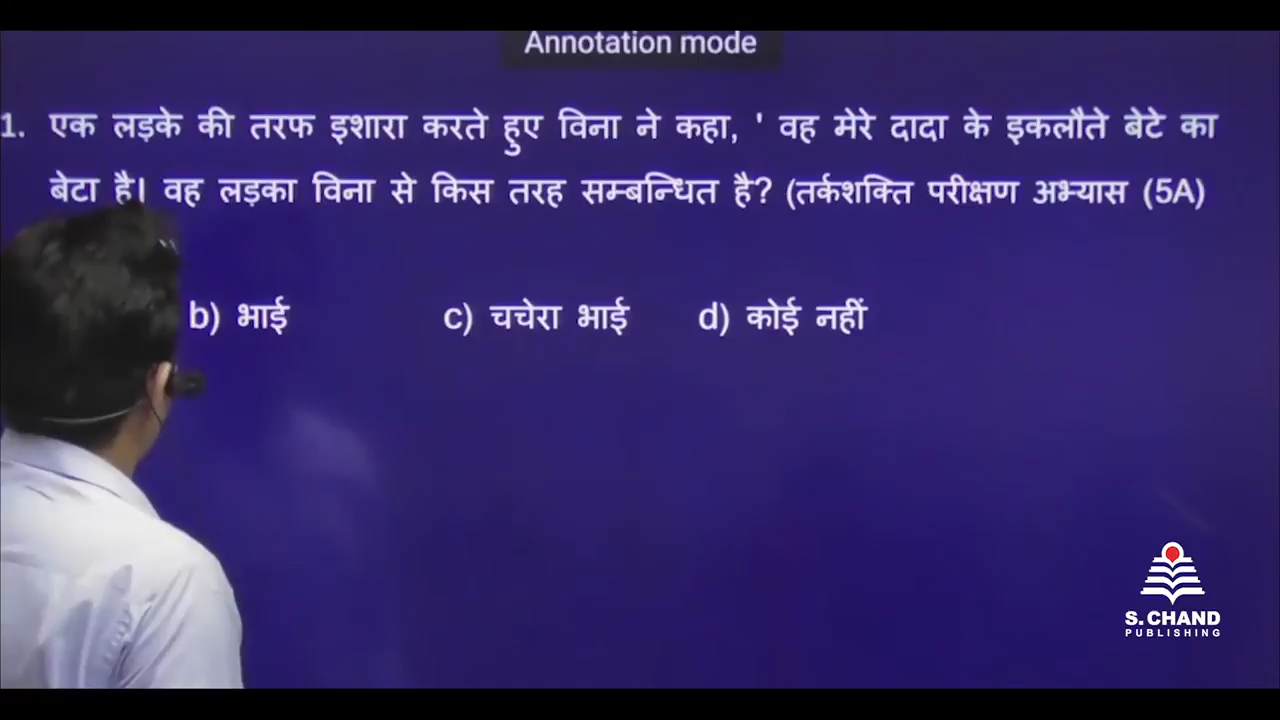 Annotation mode
1. एक लड़के की तरफ इशारा करते हुए विना ने कहा, ' वह मेरे दादा के इकलौते बेटे का
बेटा है। वह लड़का विना से किस तरह सम्बन्धित है? (तर्कशक्ति परीक्षण अभ्यास (5A)
b) भाई c) चचेरा भाई d) कोई नहीं
S. CHAND
PUBLISHING